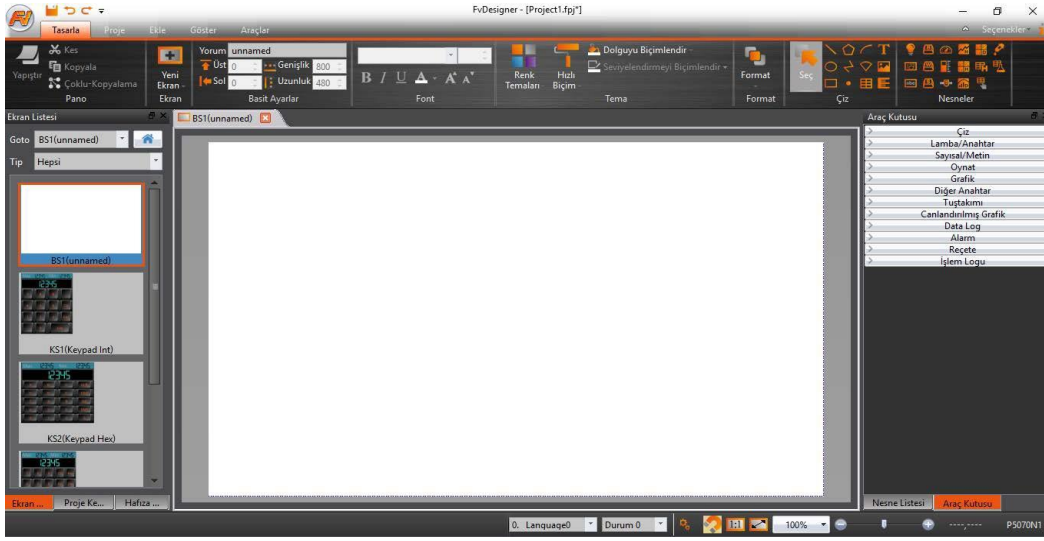 FvDesigner - [Project1.fpj*]
Tasarla Proje Ekle Göster Araçlar Seçenekler
Yapıştır
Kes
Kopyala
Çoklu-Kopyalama
Pano
Yeni
Ekran
Ekran
Yorum unnamed
Üst 0 Genişlik 800
Sol 0 Uzunluk 480
Basit Ayarlar
B I U A A A
Font
Renk
Temaları
Hızlı
Biçim
Dolguyu Biçimlendir
Seviyelendirmeyi Biçimlendir
Tema
Format
Format
Seç
T
Çiz
Nesneler
Ekran Listesi
Goto BS1(unnamed)
Tip Hepsi
BS1(unnamed)
12345
KS1(Keypad Int)
12345
KS2(Keypad Hex)
12345
Ekran ... Proje Ke... Hafıza ...
BS1(unnamed)
Araç Kutusu
Çiz
Lamba/Anahtar
Sayısal/Metin
Oynat
Grafik
Diğer Anahtar
Tuştakımı
Canlandırılmış Grafik
Data Log
Alarm
Reçete
İşlem Logu
Nesne Listesi Araç Kutusu
0. Language0 Durum 0 1:1 100% ----,---- P5070N1